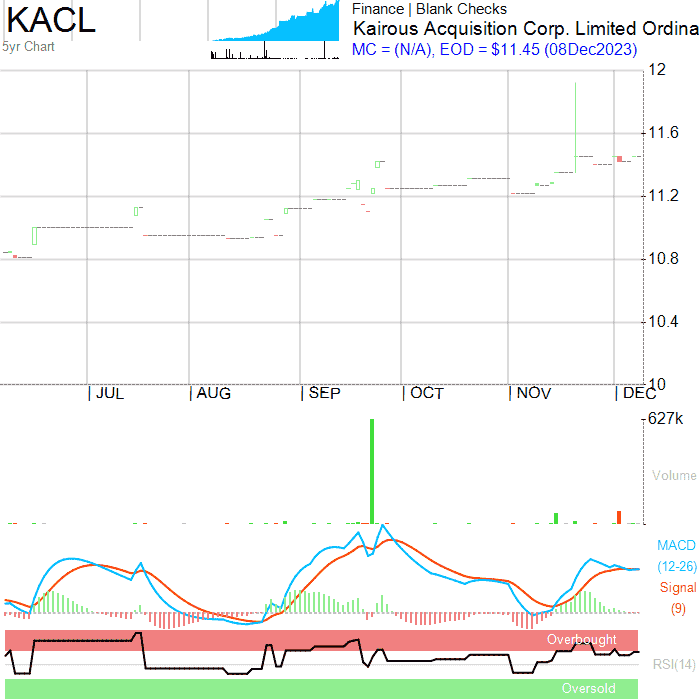 KACL
5yr Chart
Finance | Blank Checks
Kairous Acquisition Corp. Limited Ordina
MC = (N/A), EOD = $11.45 (08Dec2023)
12
11.6
11.2
10.8
10.4
10
| JUL | AUG | SEP | OCT | NOV | DEC
627k
Volume
MACD
(12-26)
Signal
(9)
Overbought
RSI(14)
Oversold